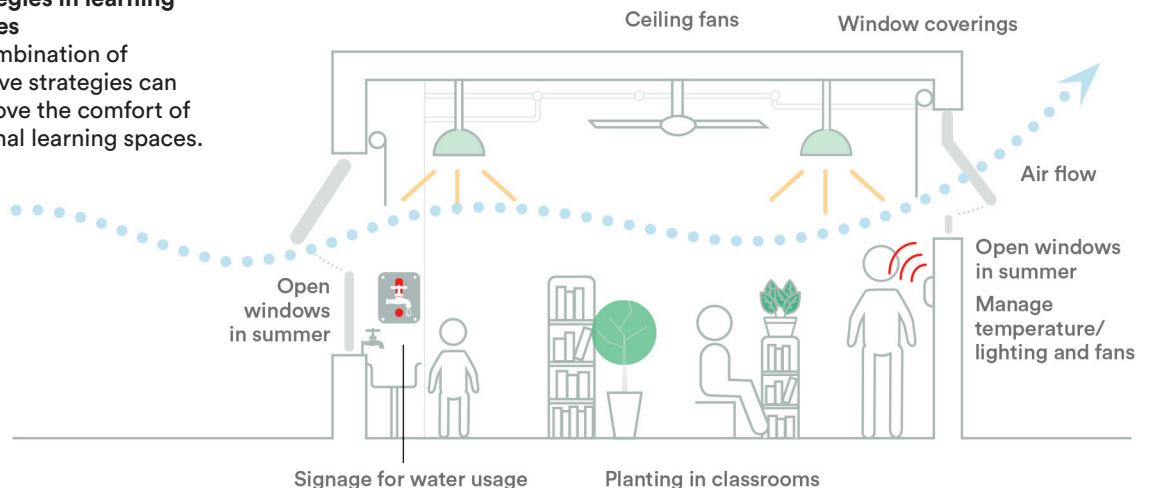 egies in learning
es
mbination of
ve strategies can
ove the comfort of
nal learning spaces.
Ceiling fans
Window coverings
Air flow
Open
windows
in summer
Open windows
in summer
Manage
temperature/
lighting and fans
Signage for water usage
Planting in classrooms